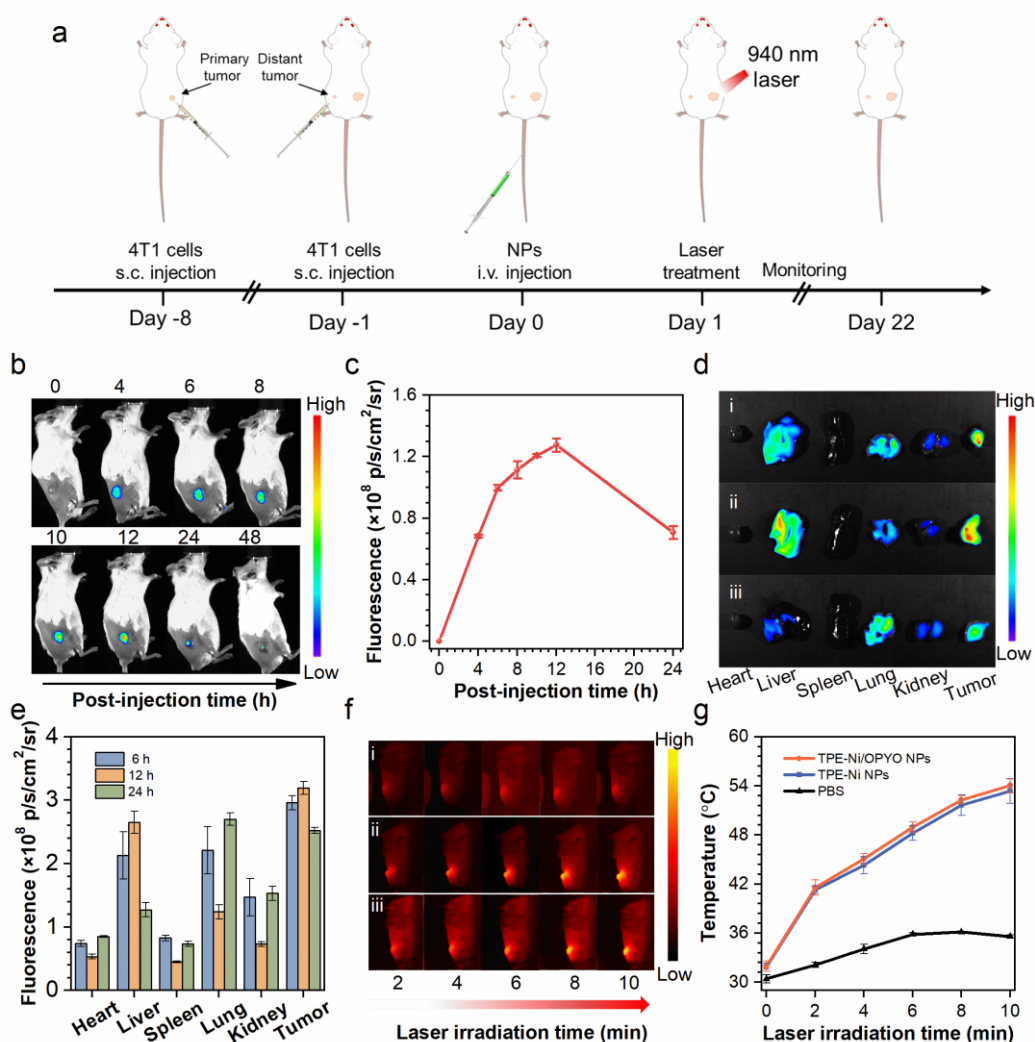 a
Primary
tumor
Distant
tumor
940 nm
laser
4T1 cells
s.c. injection
4T1 cells
s.c. injection
NPs
i.v. injection
Laser
treatment
Monitoring
Day -8
Day -1
Day 0
Day 1
Day 22
b
0 4 6 8
10 12 24 48
High
Low
Post-injection time (h)
c
Fluorescence (×10⁸ p/s/cm²/sr)
1.6
1.2
0.8
0.4
0.0
0 4 8 12 16 20 24
Post-injection time (h)
d
i
ii
iii
High
Low
Heart Liver Spleen Lung Kidney Tumor
e
Fluorescence (×10⁸ p/s/cm²/sr)
4
3
2
1
0
6 h
12 h
24 h
Heart Liver Spleen Lung Kidney Tumor
f
i
ii
iii
High
Low
2 4 6 8 10
Laser irradiation time (min)
g
Temperature (°C)
60
54
48
42
36
30
TPE-Ni/OPYO NPs
TPE-Ni NPs
PBS
0 2 4 6 8 10
Laser irradiation time (min)